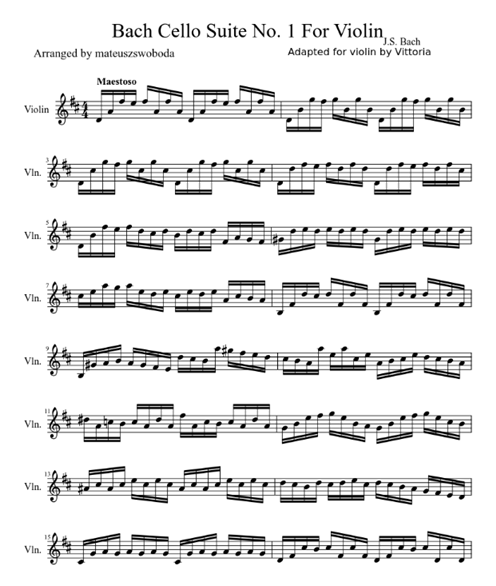 Bach Cello Suite No. 1 For Violin
J.S. Bach
Arranged by mateuszswoboda
Adapted for violin by Vittoria
Maestoso
Violin
3
Vln.
5
Vln.
7
Vln.
9
Vln.
11
Vln.
13
Vln.
15
Vln.